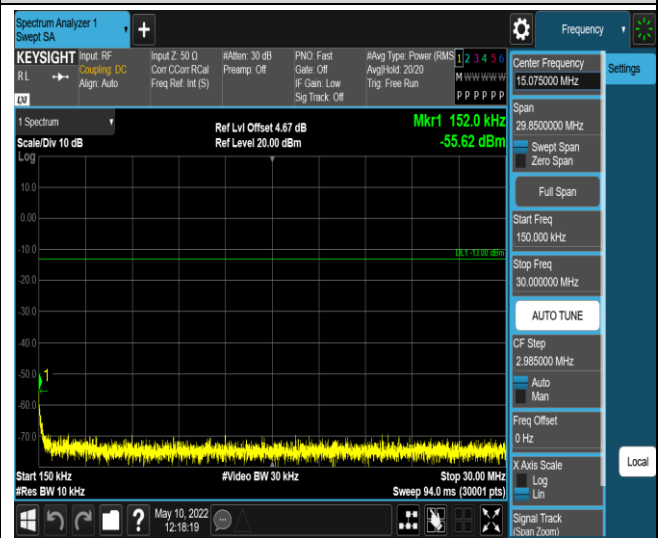 Spectrum Analyzer 1
Swept SA
+
Frequency
KEYSIGHT
RL
LXI
Input: RF
Coupling: DC
Align: Auto
Input Z: 50 Ω
Corr CCorr RCal
Freq Ref: Int (S)
#Atten: 30 dB
Preamp: Off
PNO: Fast
Gate: Off
IF Gain: Low
Sig Track: Off
#Avg Type: Power (RMS
Avg|Hold: 20/20
Trig: Free Run
1 2 3 4 5 6
M W W W W W
P P P P P P
1 Spectrum
Scale/Div 10 dB
Ref Lvl Offset 4.67 dB
Ref Level 20.00 dBm
Mkr1 152.0 kHz
-55.62 dBm
Log
10.0
0.00
-10.0
DL1 -13.00 dBm
-20.0
-30.0
-40.0
-50.0
1
-60.0
-70.0
Start 150 kHz
#Res BW 10 kHz
#Video BW 30 kHz
Stop 30.00 MHz
Sweep 94.0 ms (30001 pts)
May 10, 2022
12:18:19
?
Center Frequency
15.075000 MHz
Span
29.8500000 MHz
Swept Span
Zero Span
Full Span
Start Freq
150.000 kHz
Stop Freq
30.000000 MHz
AUTO TUNE
CF Step
2.985000 MHz
Auto
Man
Freq Offset
0 Hz
X Axis Scale
Log
Lin
Signal Track
(Span Zoom)
Settings
Local